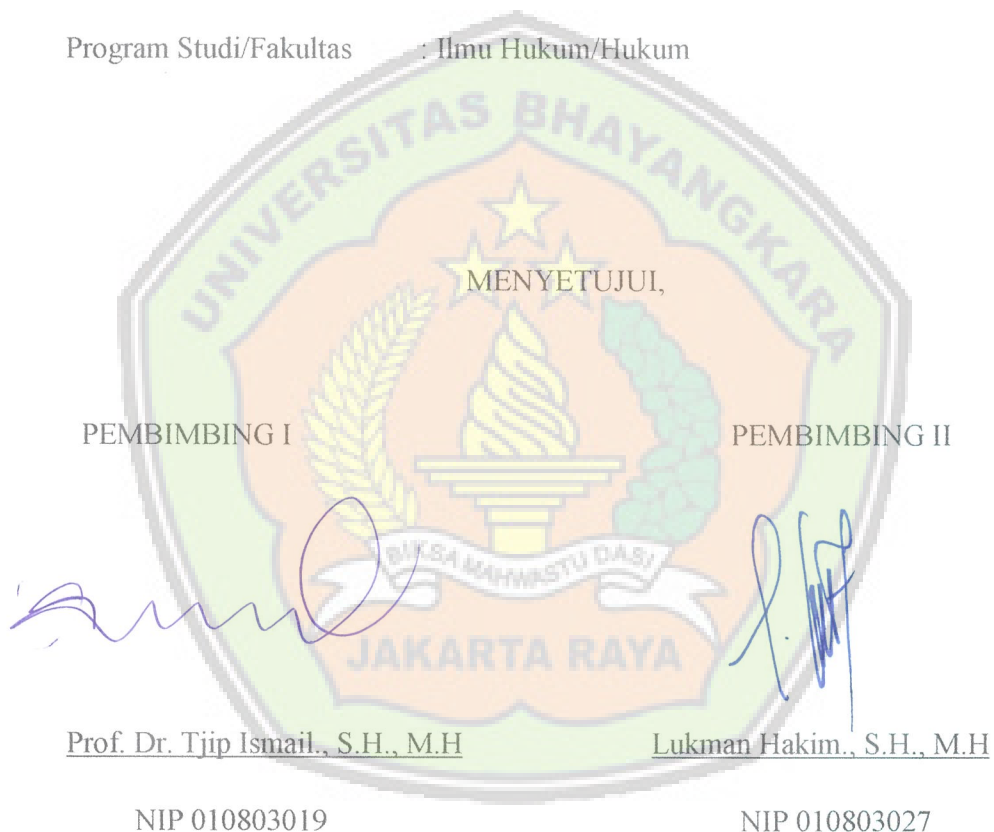 Program Studi/Fakultas : Ilmu Hukum/Hukum
UNIVERSITAS BHAYANGKARA
MENYETUJUI,
PEMBIMBING I PEMBIMBING II
BIKSA MAHWASTU DASI
JAKARTA RAYA
Prof. Dr. Tjip Ismail., S.H., M.H Lukman Hakim., S.H., M.H
NIP 010803019 NIP 010803027